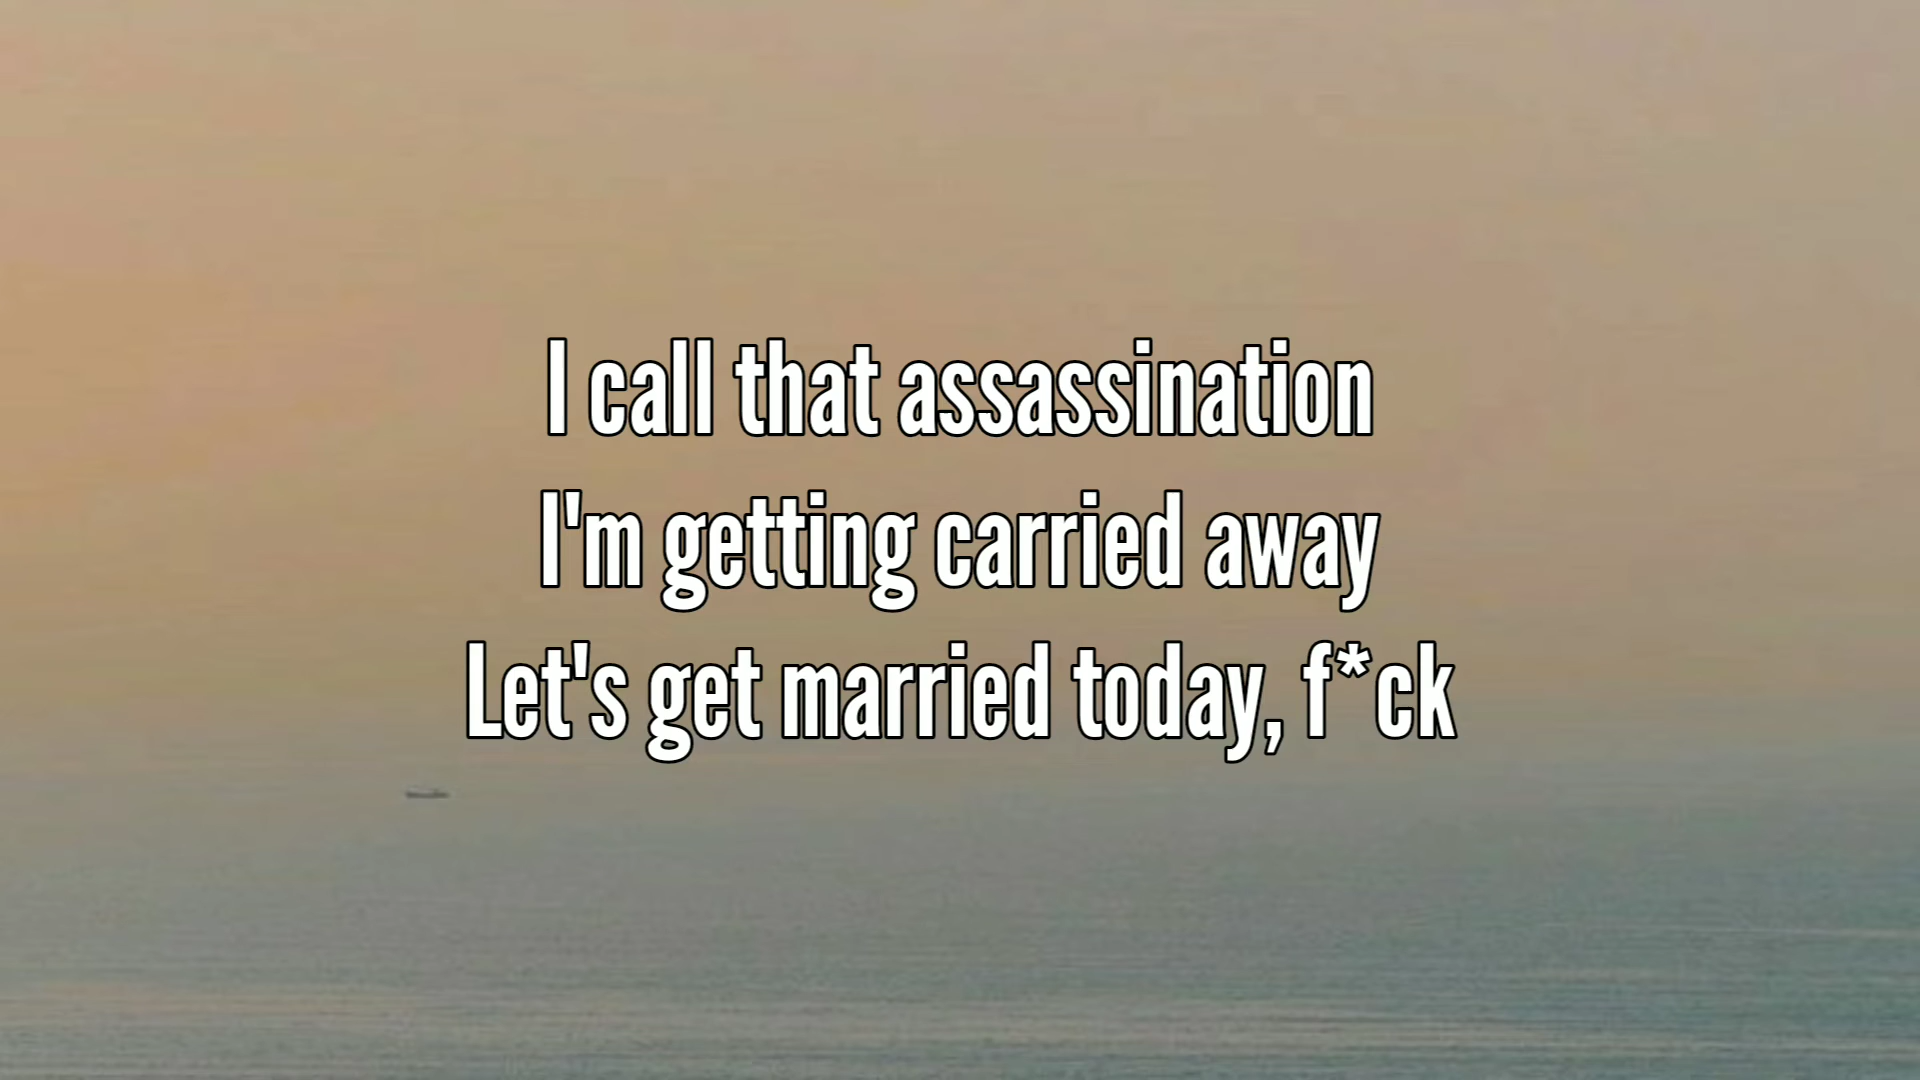 I call that assassination
I'm getting carried away
Let's get married today, f*ck